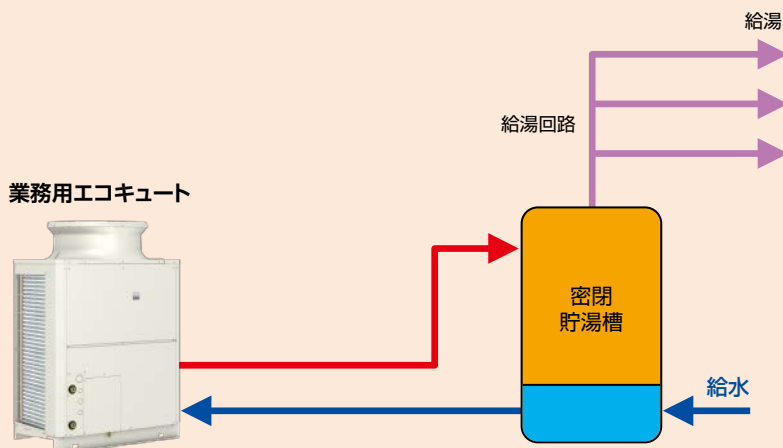 給湯
給湯回路
業務用エコキュート
密閉
貯湯槽
給水